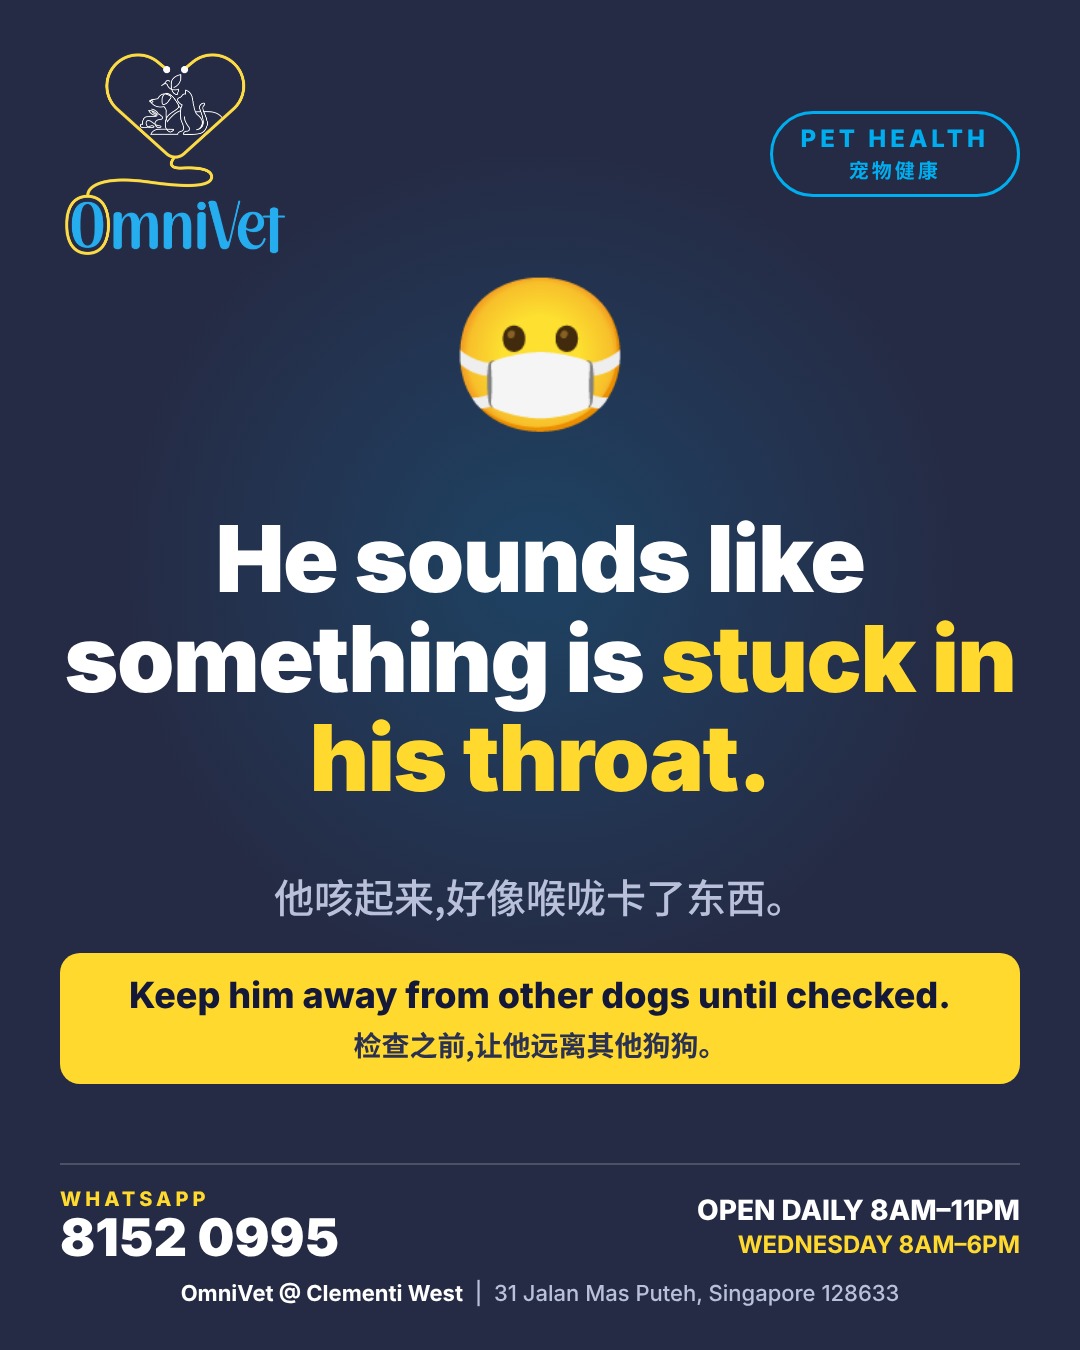 OmniVet
PET HEALTH
宠物健康
He sounds like
something is stuck in
his throat.
他咳起来,好像喉咙卡了东西。
Keep him away from other dogs until checked.
检查之前,让他远离其他狗狗。
WHATSAPP
8152 0995
OPEN DAILY 8AM–11PM
WEDNESDAY 8AM–6PM
OmniVet @ Clementi West | 31 Jalan Mas Puteh, Singapore 128633